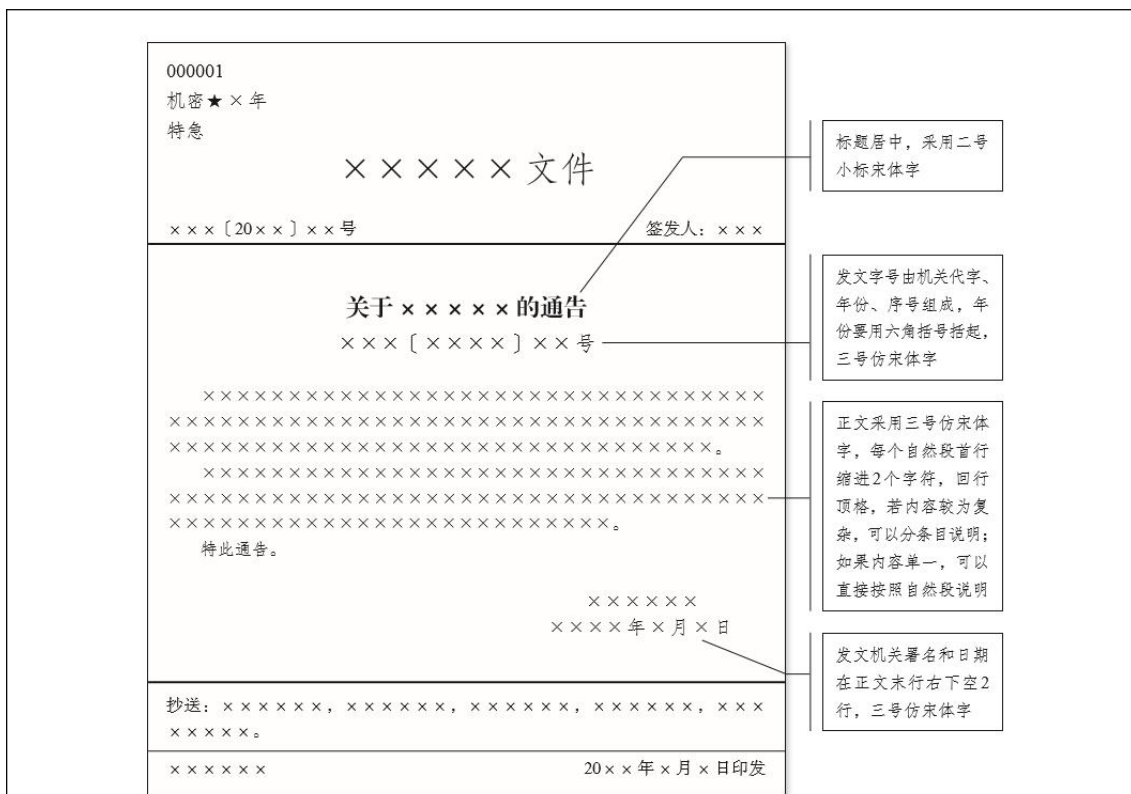 000001
机密★×年
特急
×××××文件
×××〔20××〕××号
签发人：×××
关于×××××的通告
×××〔××××〕××号
×××××××××××××××××××××××××××××××××
×××××××××××××××××××××××××××××××××××
××××××××××××××××××××××××××××××××。
×××××××××××××××××××××××××××××××××
×××××××××××××××××××××××××××××××××××
××××××××××××××××××××××××××。
特此通告。
××××××
××××年×月×日
抄送：××××××，××××××，××××××，××××××，×××
×××××。
××××××
20××年×月×日印发
标题居中，采用二号
小标宋体字
发文字号由机关代字、
年份、序号组成，年
份要用六角括号括起，
三号仿宋体字
正文采用三号仿宋体
字，每个自然段首行
缩进2个字符，回行
顶格，若内容较为复
杂，可以分条目说明；
如果内容单一，可以
直接按照自然段说明
发文机关署名和日期
在正文末行右下空2
行，三号仿宋体字